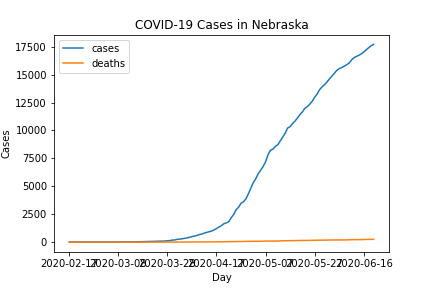 COVID-19 Cases in Nebraska
cases
deaths
17500
15000
12500
10000
7500
5000
2500
0
Cases
2020-02-17 2020-03-08 2020-03-28 2020-04-17 2020-05-07 2020-05-27 2020-06-16
Day